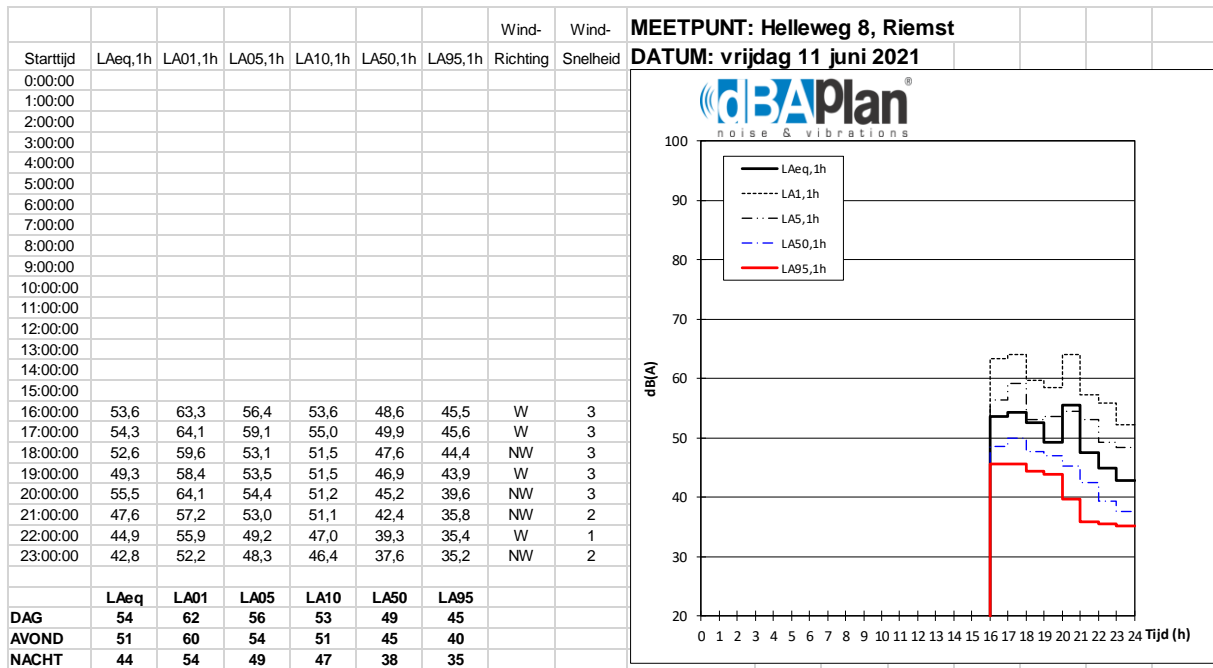 Wind- Wind- MEETPUNT: Helleweg 8, Riemst
Starttijd LAeq,1h LA01,1h LA05,1h LA10,1h LA50,1h LA95,1h Richting Snelheid DATUM: vrijdag 11 juni 2021
0:00:00
1:00:00
2:00:00
3:00:00
4:00:00
5:00:00
6:00:00
7:00:00
8:00:00
9:00:00
10:00:00
11:00:00
12:00:00
13:00:00
14:00:00
15:00:00
16:00:00 53,6 63,3 56,4 53,6 48,6 45,5 W 3
17:00:00 54,3 64,1 59,1 55,0 49,9 45,6 W 3
18:00:00 52,6 59,6 53,1 51,5 47,6 44,4 NW 3
19:00:00 49,3 58,4 53,5 51,5 46,9 43,9 W 3
20:00:00 55,5 64,1 54,4 51,2 45,2 39,6 NW 3
21:00:00 47,6 57,2 53,0 51,1 42,4 35,8 NW 2
22:00:00 44,9 55,9 49,2 47,0 39,3 35,4 W 1
23:00:00 42,8 52,2 48,3 46,4 37,6 35,2 NW 2
LAeq LA01 LA05 LA10 LA50 LA95
DAG 54 62 56 53 49 45
AVOND 51 60 54 51 45 40
NACHT 44 54 49 47 38 35
dBAPlan®
noise & vibrations
100
90
80
70
60
50
40
30
20
dB(A)
LAeq,1h
LA1,1h
LA5,1h
LA50,1h
LA95,1h
0 1 2 3 4 5 6 7 8 9 10 11 12 13 14 15 16 17 18 19 20 21 22 23 24 Tijd (h)